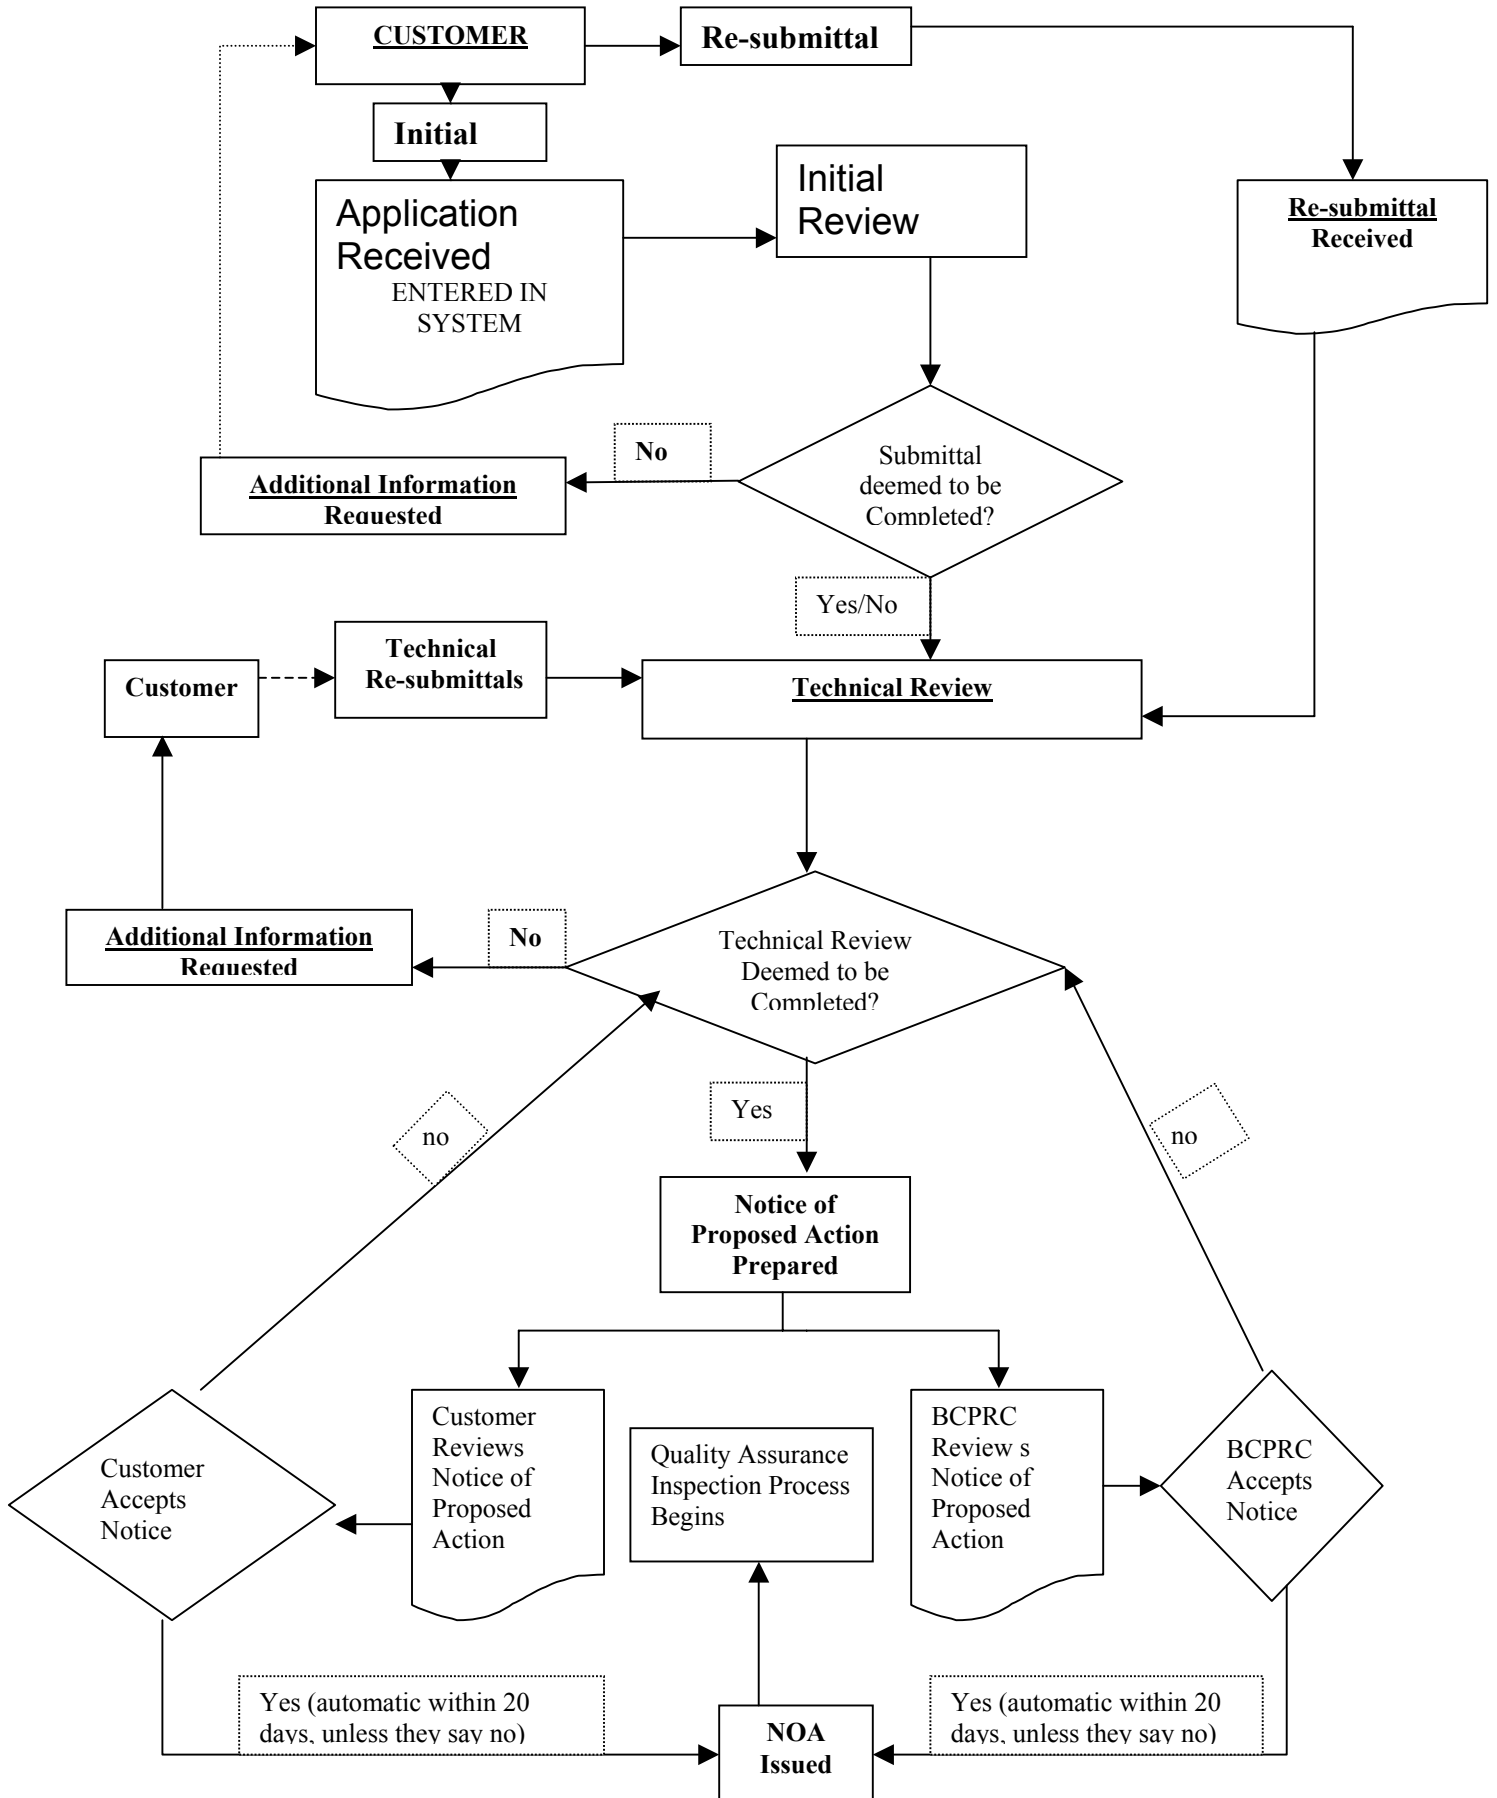 CUSTOMER
Re-submittal
Initial
Application
Received
ENTERED IN
SYSTEM
Initial
Review
Re-submittal
Received
Submittal
deemed to be
Completed?
No
Additional Information
Requested
Yes/No
Customer
Technical
Re-submittals
Technical Review
Additional Information
Requested
No
Technical Review
Deemed to be
Completed?
no
Yes
no
Notice of
Proposed Action
Prepared
Customer
Accepts
Notice
Customer
Reviews
Notice of
Proposed
Action
Quality Assurance
Inspection Process
Begins
BCPRC
Review s
Notice of
Proposed
Action
BCPRC
Accepts
Notice
Yes (automatic within 20
days, unless they say no)
NOA
Issued
Yes (automatic within 20
days, unless they say no)